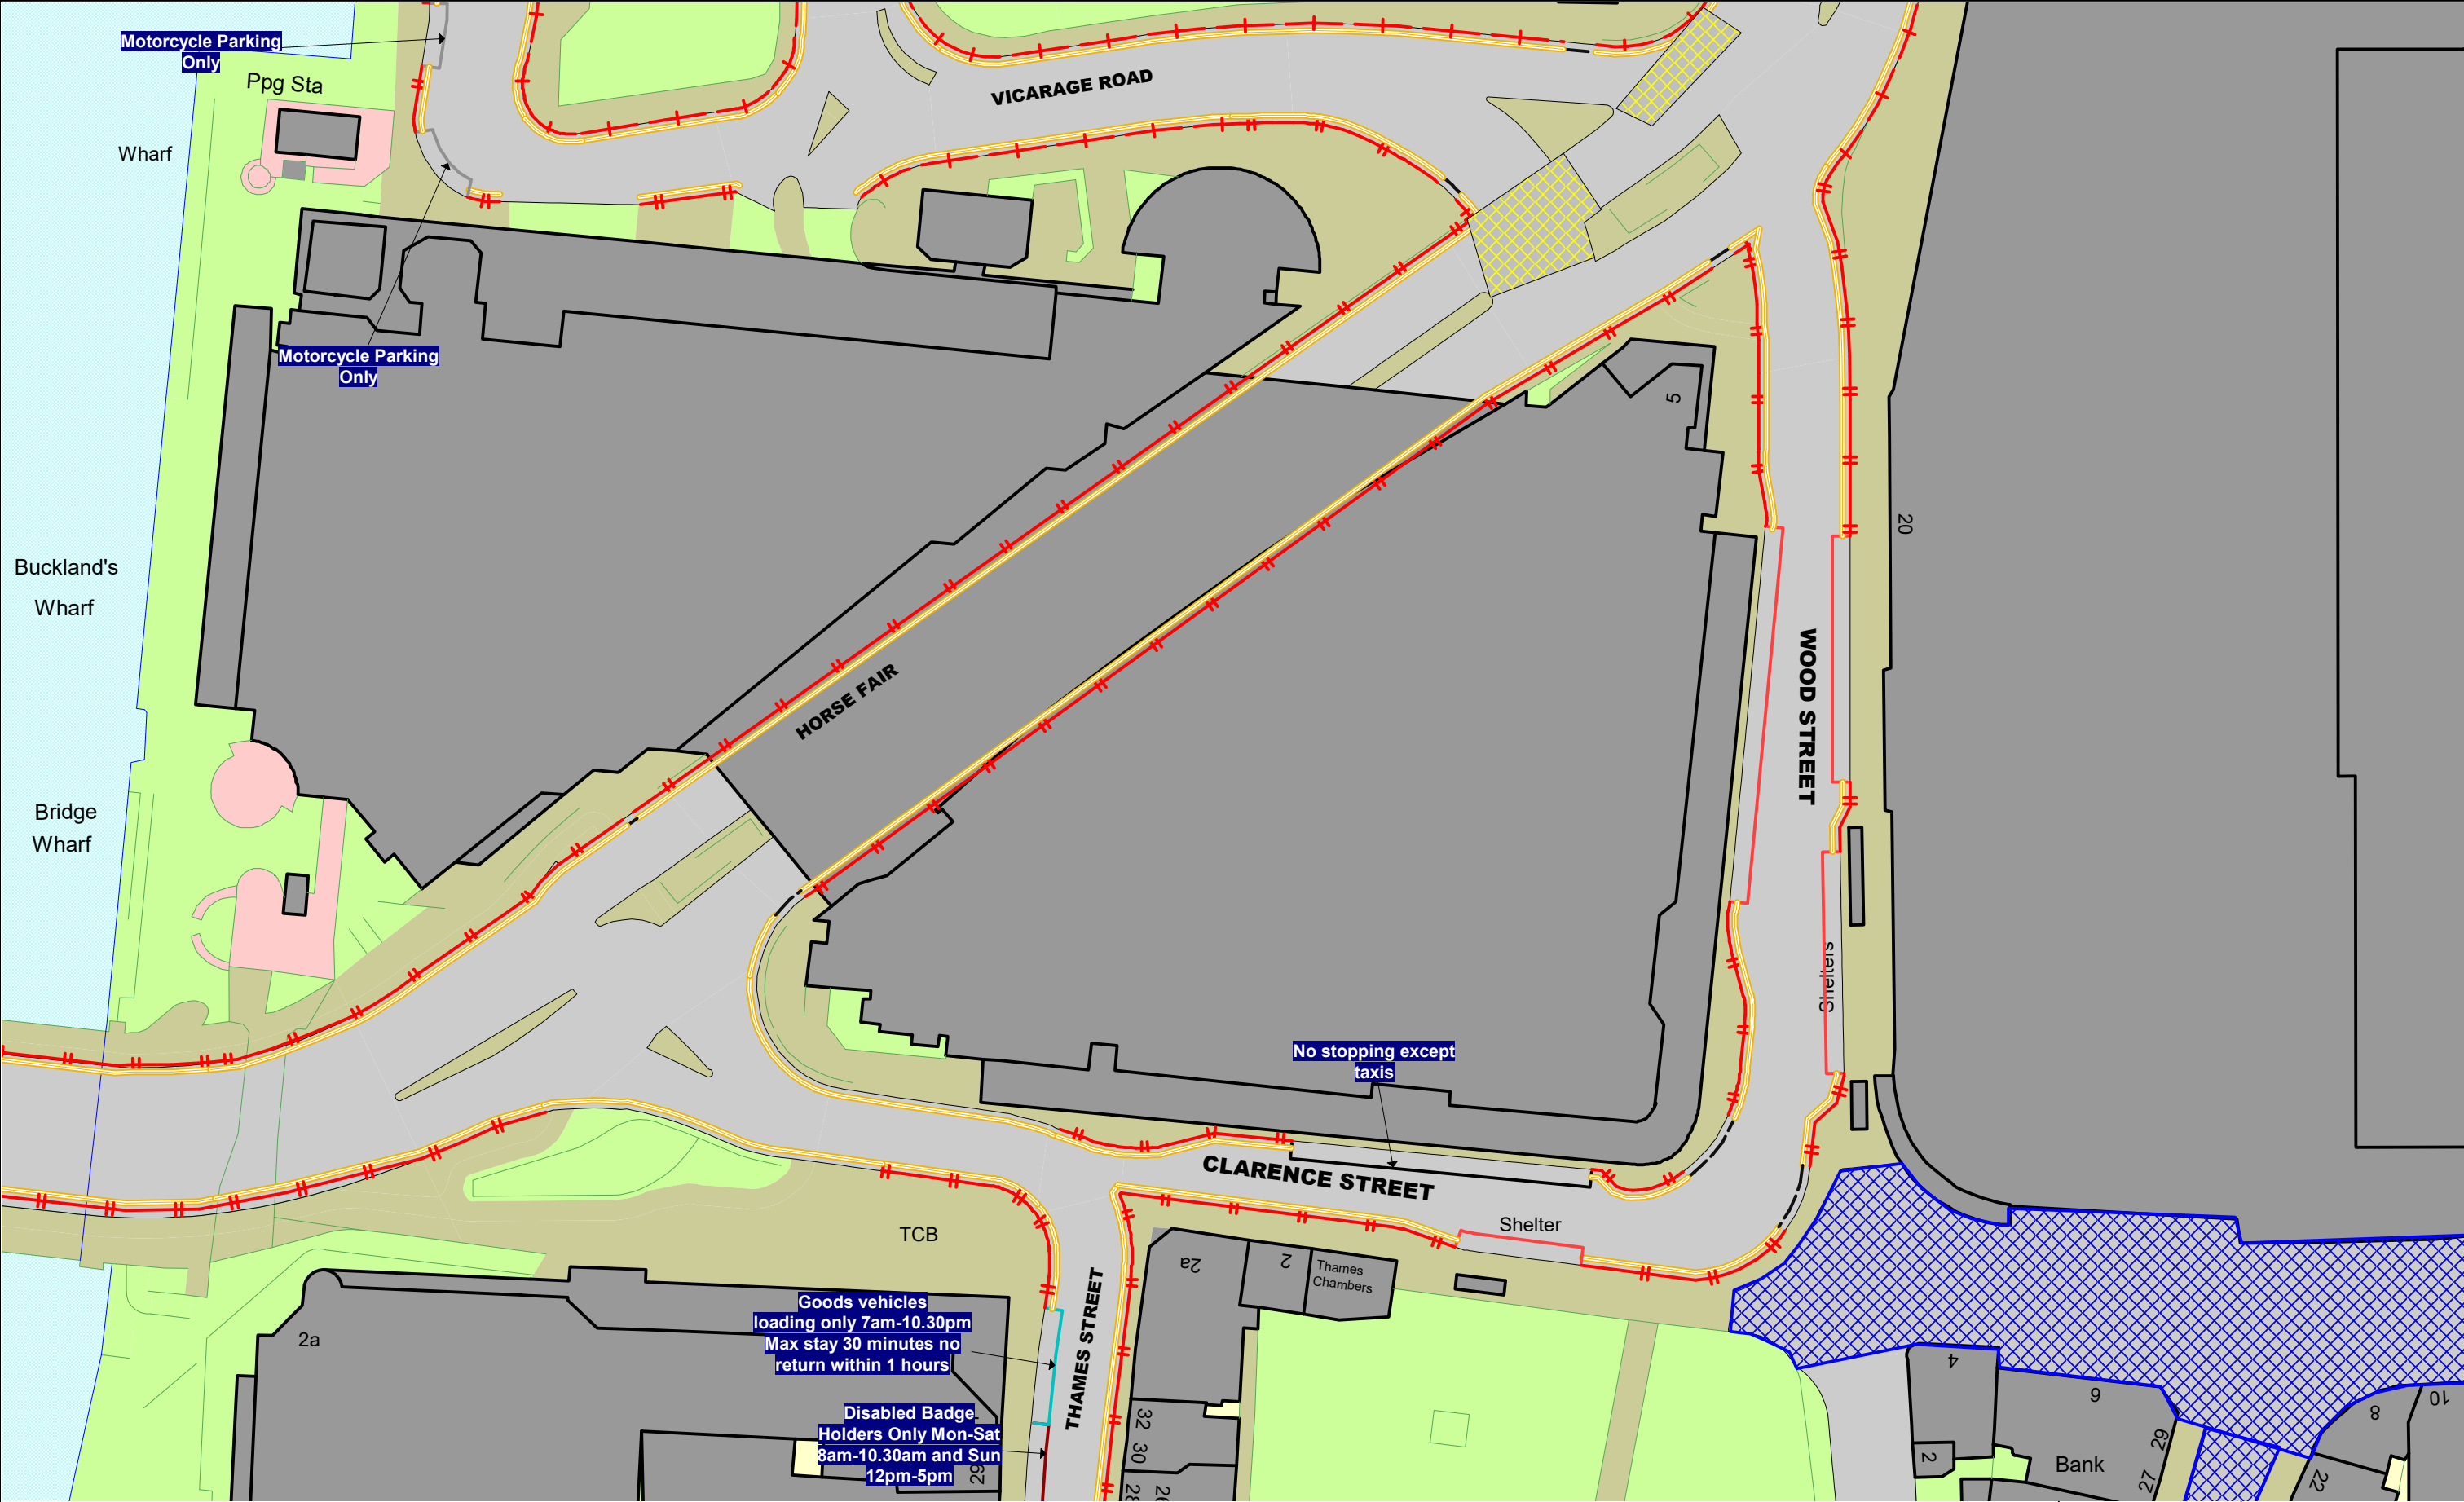 Motorcycle Parking
Only
Ppg Sta
VICARAGE ROAD
Wharf
Motorcycle Parking
Only
5
20
Buckland's
Wharf
HORSE FAIR
WOOD STREET
Bridge
Wharf
Shelters
No stopping except
taxis
CLARENCE STREET
Shelter
TCB
2a
2
Thames
Chambers
THAMES STREET
Goods vehicles
loading only 7am-10.30pm
Max stay 30 minutes no
return within 1 hours
2a
4
6
8
10
Disabled Badge
Holders Only Mon-Sat
8am-10.30am and Sun
12pm-5pm
32
30
29
2
Bank
27
22
26